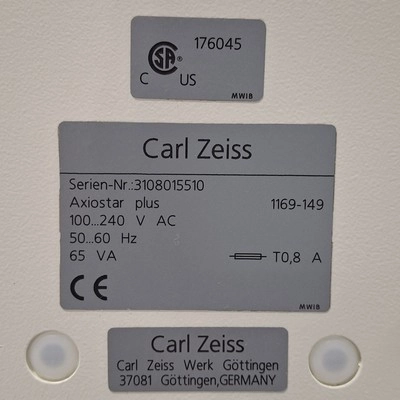 176045
CSA
C US
MWIB
Carl Zeiss
Serien-Nr.:3108015510
Axiostar plus 1169-149
100...240 V AC
50...60 Hz
65 VA T0,8 A
CE
MWIB
Carl Zeiss
Carl Zeiss Werk Göttingen
37081 Göttingen,GERMANY